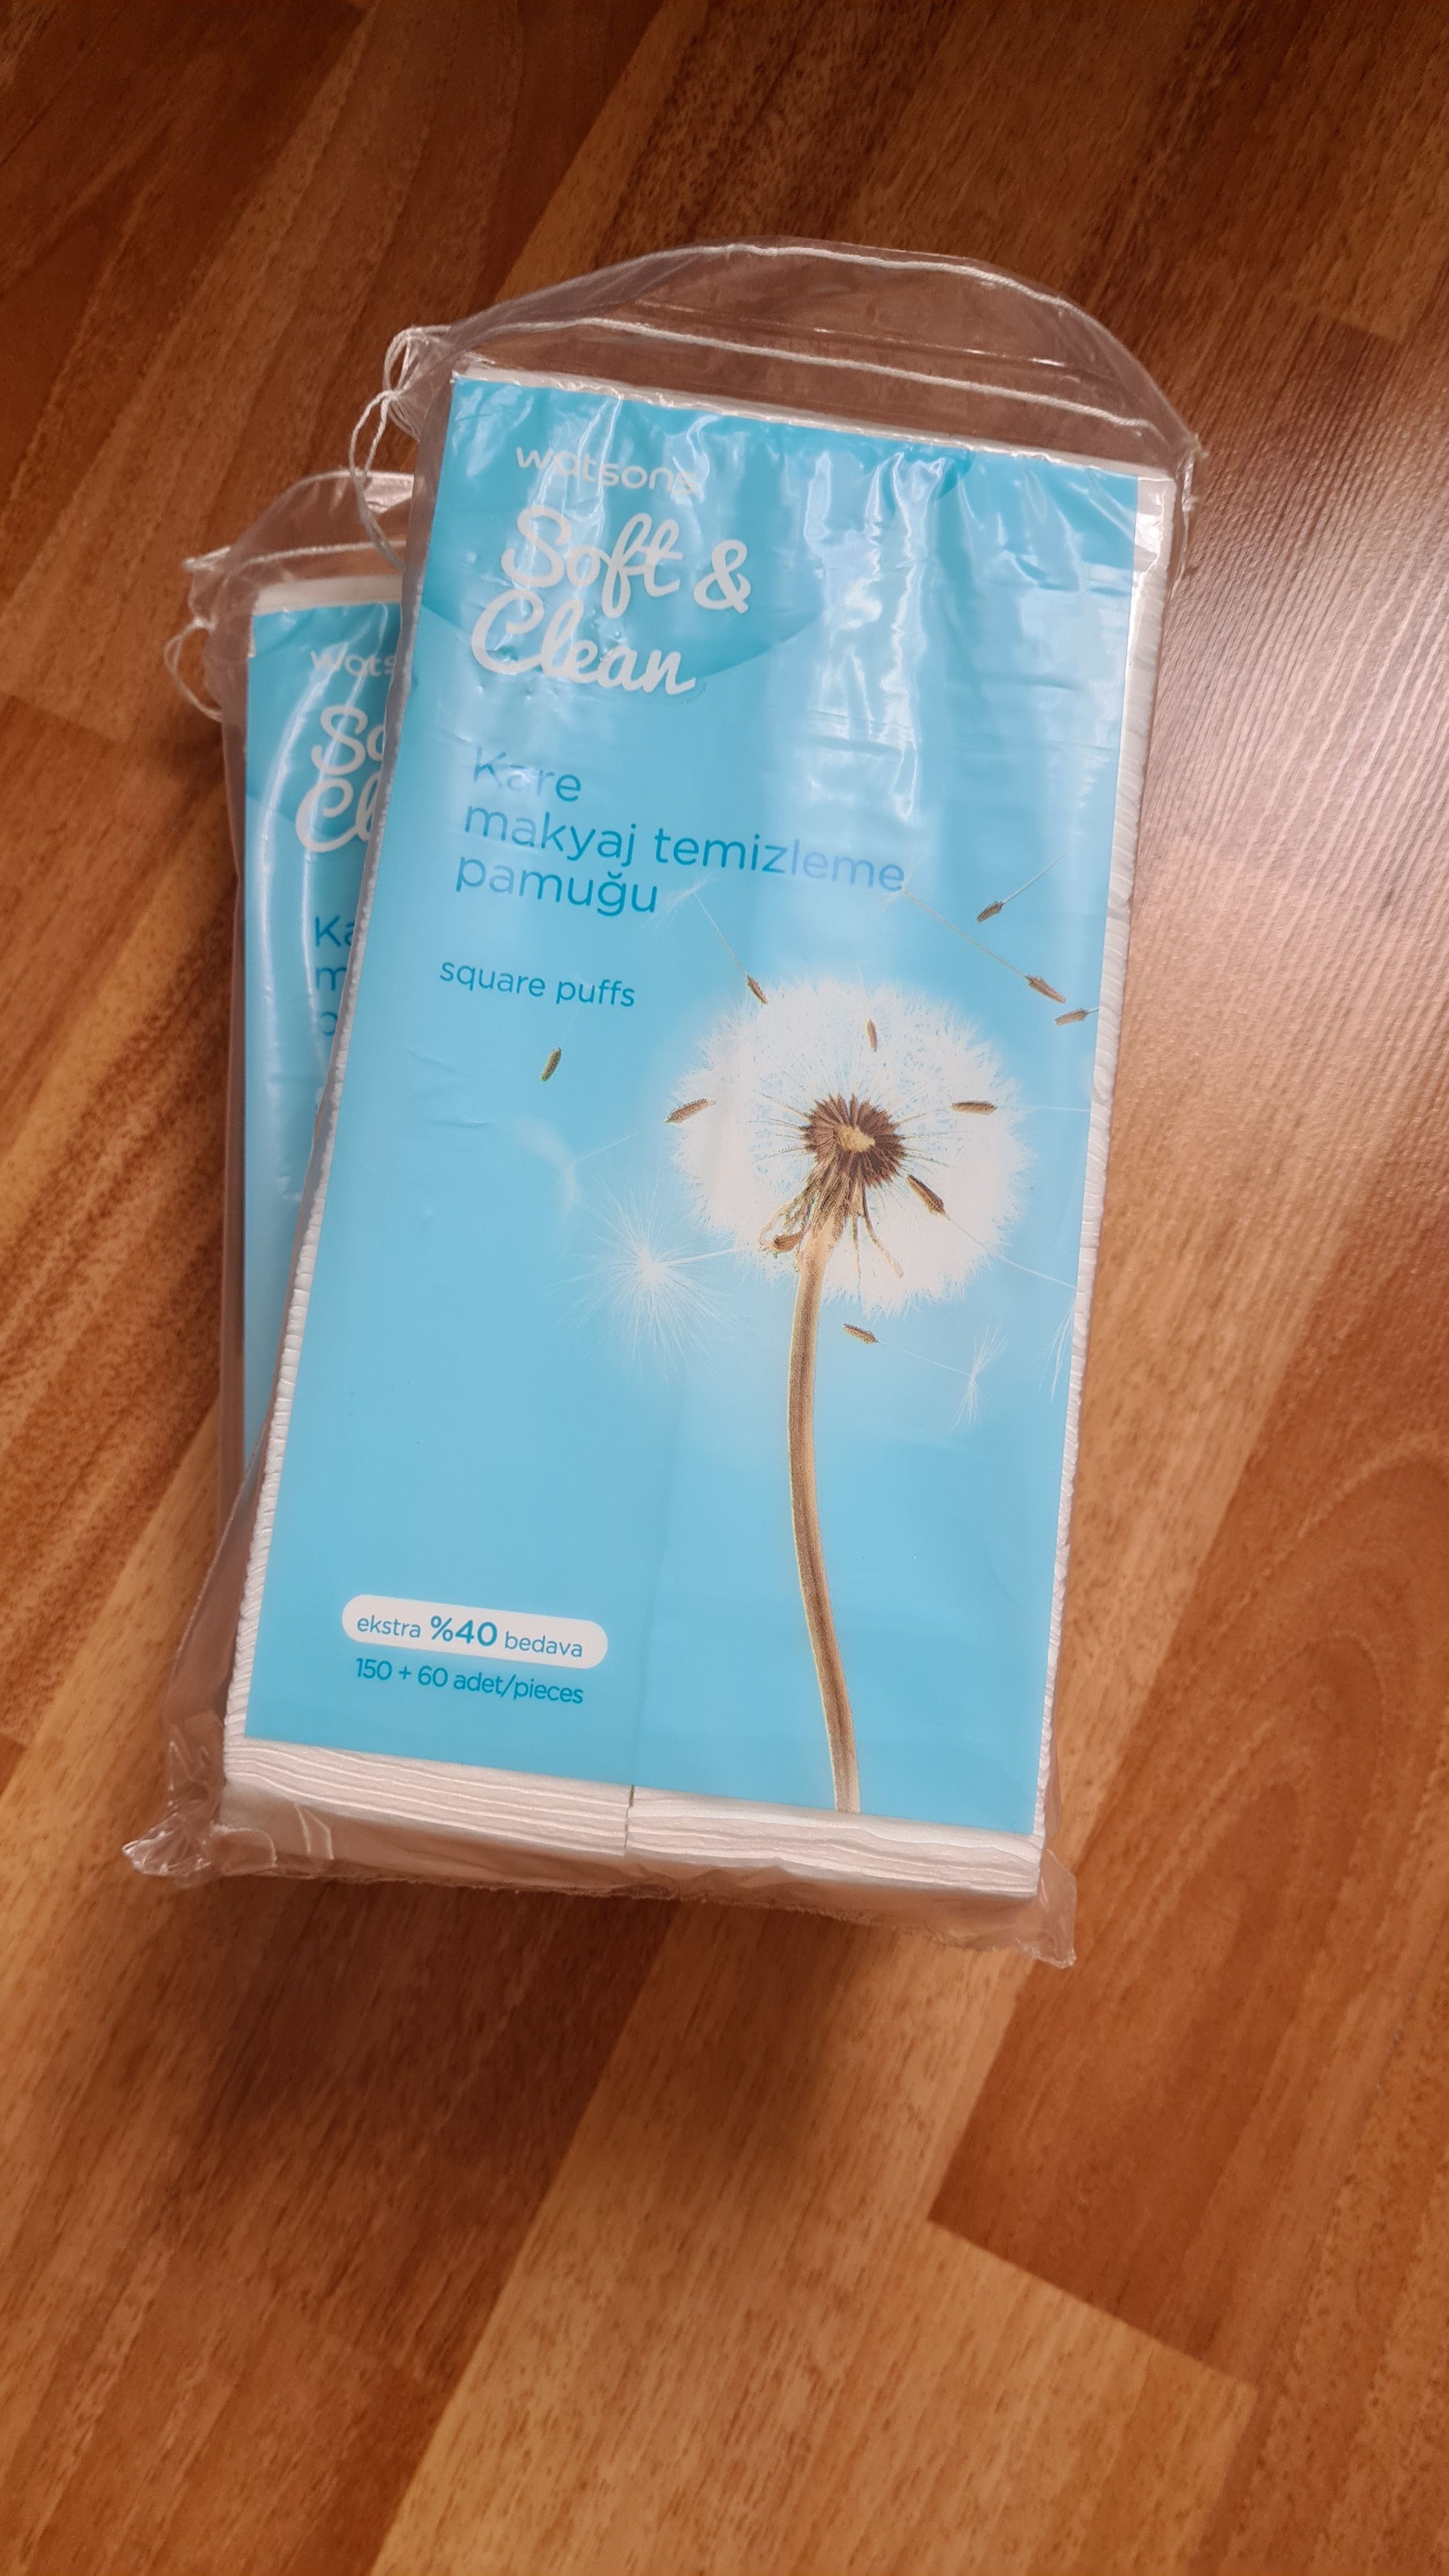 watsons
Soft &
Clean
Kare
makyaj temizleme
pamuğu
square puffs
ekstra %40 bedava
150 + 60 adet/pieces